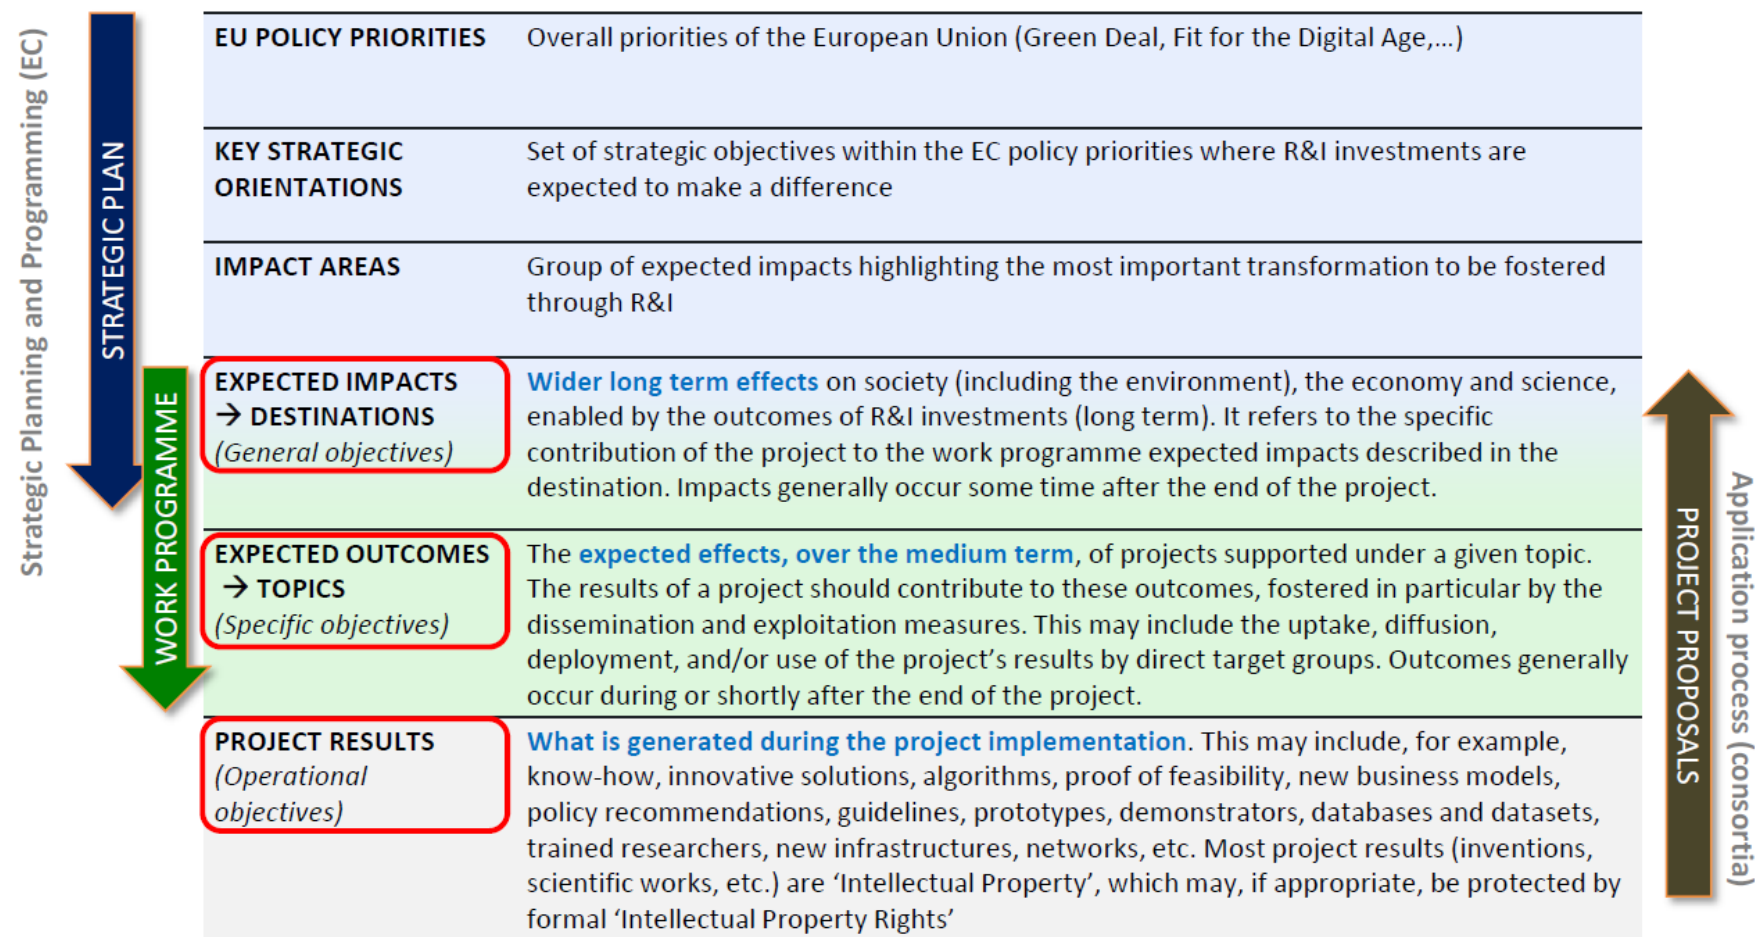 Strategic Planning and Programming (EC)
STRATEGIC PLAN
WORK PROGRAMME
EU POLICY PRIORITIES
Overall priorities of the European Union (Green Deal, Fit for the Digital Age,...)
KEY STRATEGIC
ORIENTATIONS
Set of strategic objectives within the EC policy priorities where R&I investments are
expected to make a difference
IMPACT AREAS
Group of expected impacts highlighting the most important transformation to be fostered
through R&I
EXPECTED IMPACTS
→ DESTINATIONS
(General objectives)
Wider long term effects on society (including the environment), the economy and science,
enabled by the outcomes of R&I investments (long term). It refers to the specific
contribution of the project to the work programme expected impacts described in the
destination. Impacts generally occur some time after the end of the project.
EXPECTED OUTCOMES
→ TOPICS
(Specific objectives)
The expected effects, over the medium term, of projects supported under a given topic.
The results of a project should contribute to these outcomes, fostered in particular by the
dissemination and exploitation measures. This may include the uptake, diffusion,
deployment, and/or use of the project's results by direct target groups. Outcomes generally
occur during or shortly after the end of the project.
PROJECT RESULTS
(Operational
objectives)
What is generated during the project implementation. This may include, for example,
know-how, innovative solutions, algorithms, proof of feasibility, new business models,
policy recommendations, guidelines, prototypes, demonstrators, databases and datasets,
trained researchers, new infrastructures, networks, etc. Most project results (inventions,
scientific works, etc.) are ‘Intellectual Property’, which may, if appropriate, be protected by
formal ‘Intellectual Property Rights’
PROJECT PROPOSALS
Application process (consortia)